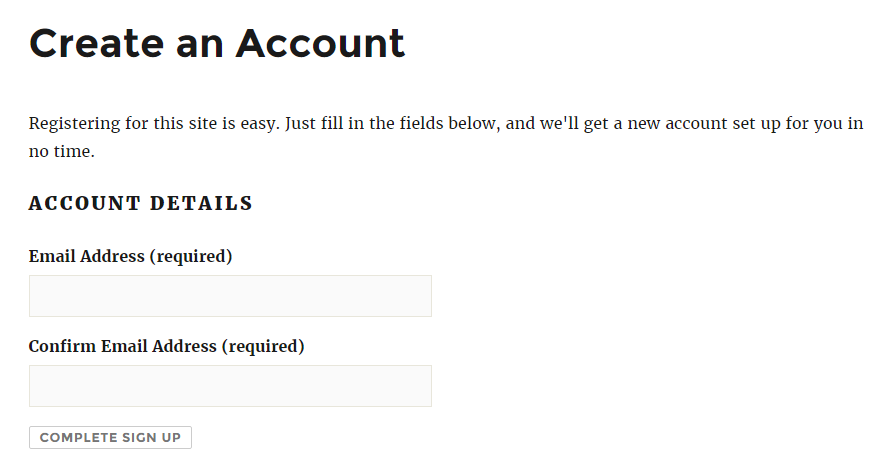 Create an Account
Registering for this site is easy. Just fill in the fields below, and we'll get a new account set up for you in
no time.
ACCOUNT DETAILS
Email Address (required)
Confirm Email Address (required)
COMPLETE SIGN UP